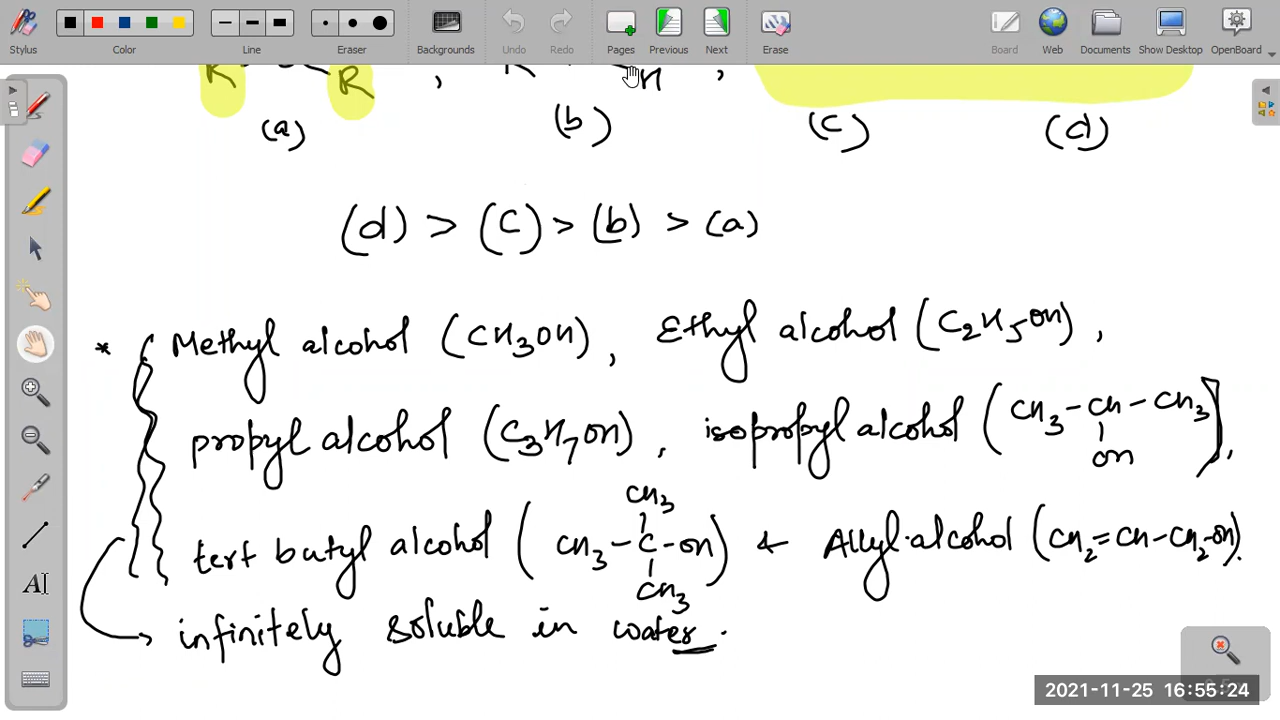 Stylus Color Line Eraser Backgrounds Undo Redo Pages Previous Next Erase Board Web Documents Show Desktop OpenBoard
R R , R H ,
(a) (b) (c) (d)
(d) > (c) > (b) > (a)
* Methyl alcohol (CH3OH), Ethyl alcohol (C2H5OH),
propyl alcohol (C3H7OH), isopropyl alcohol (CH3-CH-CH3),
OH
CH3
tert butyl alcohol (CH3-C-OH) & Allyl alcohol (CH2=CH-CH2-OH).
CH3
→ infinitely soluble in water.
AI
2021-11-25 16:55:24